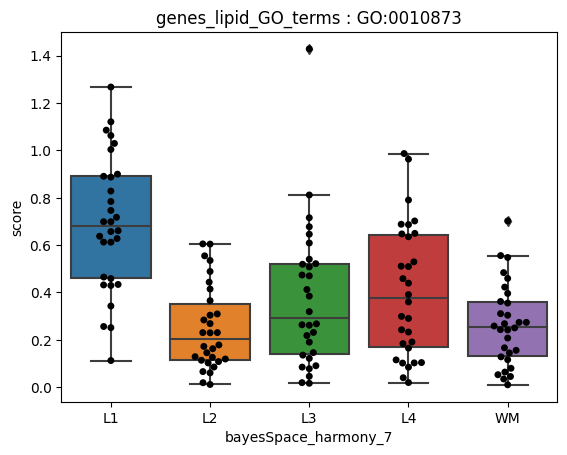 genes_lipid_GO_terms : GO:0010873
1.4
1.2
1.0
0.8
0.6
0.4
0.2
0.0
score
L1 L2 L3 L4 WM
bayesSpace_harmony_7